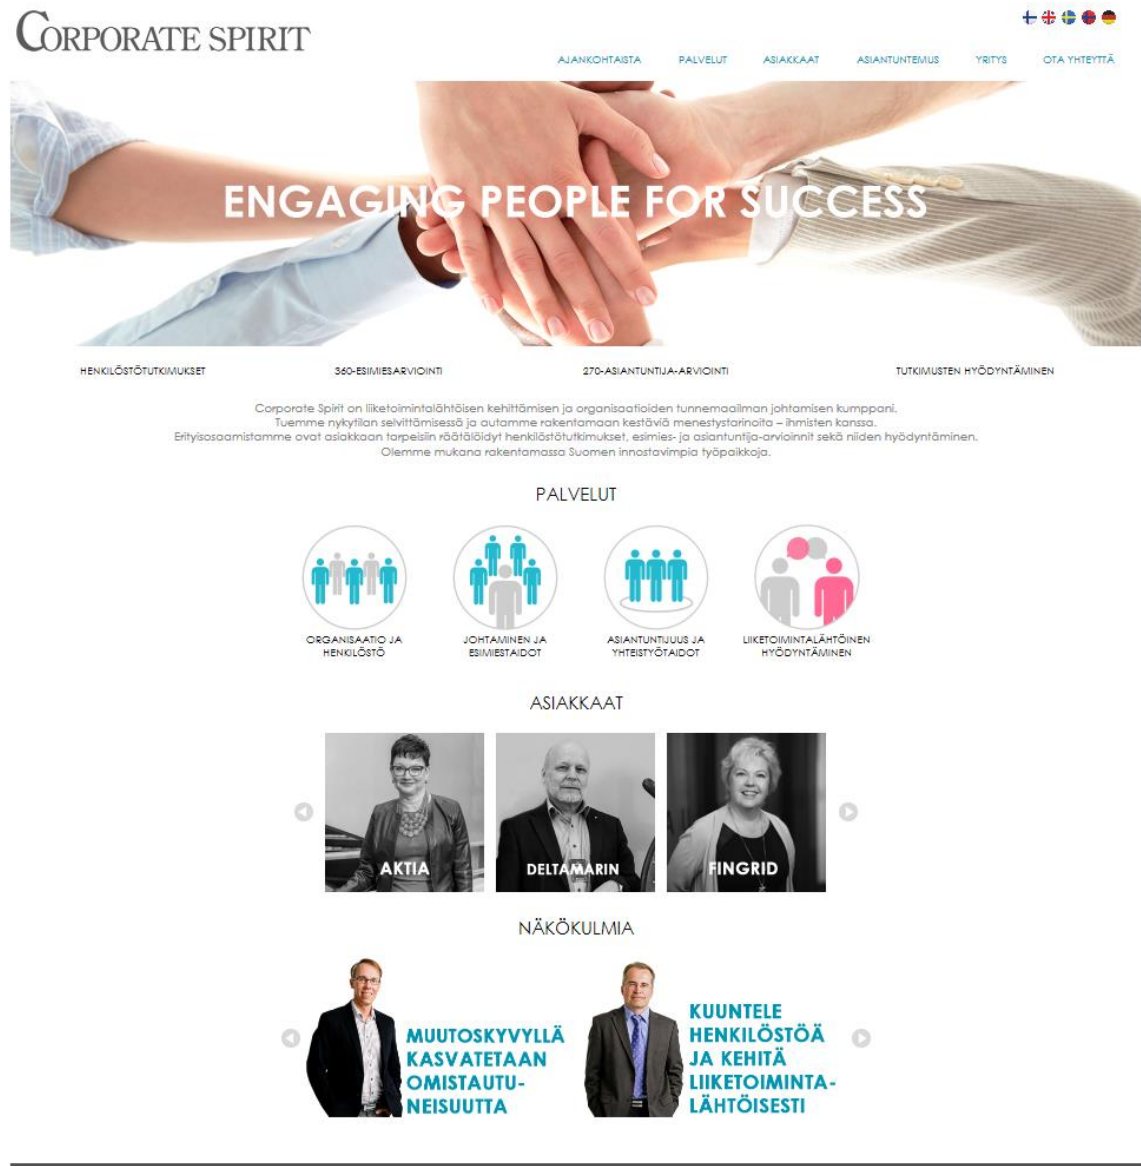 CORPORATE SPIRIT
AJANKOHTAISTA PALVELUT ASIAKKAAT ASIANTUNTEMUS YRITYS OTA YHTEYTTÄ
ENGAGING PEOPLE FOR SUCCESS
HENKILÖSTÖTUTKIMUKSET 360-ESIMIESARVIOINTI 270-ASIANTUNTIJA-ARVIOINTI TUTKIMUSTEN HYÖDYNTÄMINEN
Corporate Spirit on liiketoimintalähtöisen kehittämisen ja organisaatioiden tunnemaailman johtamisen kumppani.
Tuemme nykytilan selvittämisessä ja autamme rakentamaan kestäviä menestystarinoita – ihmisten kanssa.
Erityisosaamistamme ovat asiakkaan tarpeisiin räätälöidyt henkilöstötutkimukset, esimies- ja asiantuntija-arvioinnit sekä niiden hyödyntäminen.
Olemme mukana rakentamassa Suomen innostavimpia työpaikkoja.
PALVELUT
ORGANISAATIO JA
HENKILÖSTÖ
JOHTAMINEN JA
ESIMIESTAIDOT
ASIANTUNTIJUUS JA
YHTEISTYÖTAIDOT
LIIKETOIMINTALÄHTÖINEN
HYÖDYNTÄMINEN
ASIAKKAAT
AKTIA DELTAMARIN FINGRID
NÄKÖKULMIA
MUUTOSKYVYLLÄ
KASVATETAAN
OMISTAUTU-
NEISUUTTA
KUUNTELE
HENKILÖSTÖÄ
JA KEHITÄ
LIIKETOIMINTA-
LÄHTÖISESTI